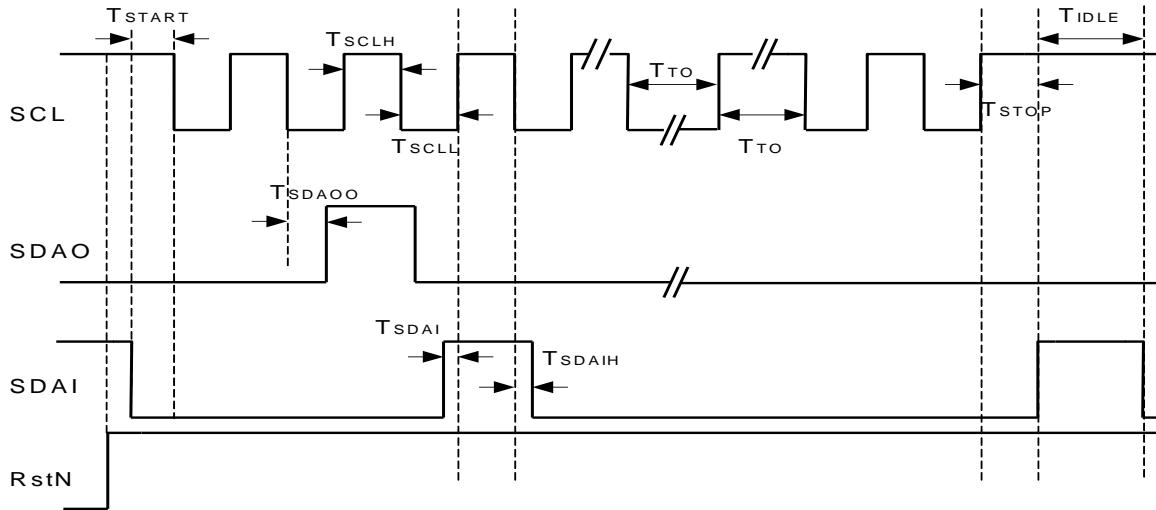 TSTART
TIDLE
TSCLH
TTO
SCL
TSTOP
TSCLL
TTO
TSDAOO
SDAO
TSDAI
TSDAIH
SDAI
RstN